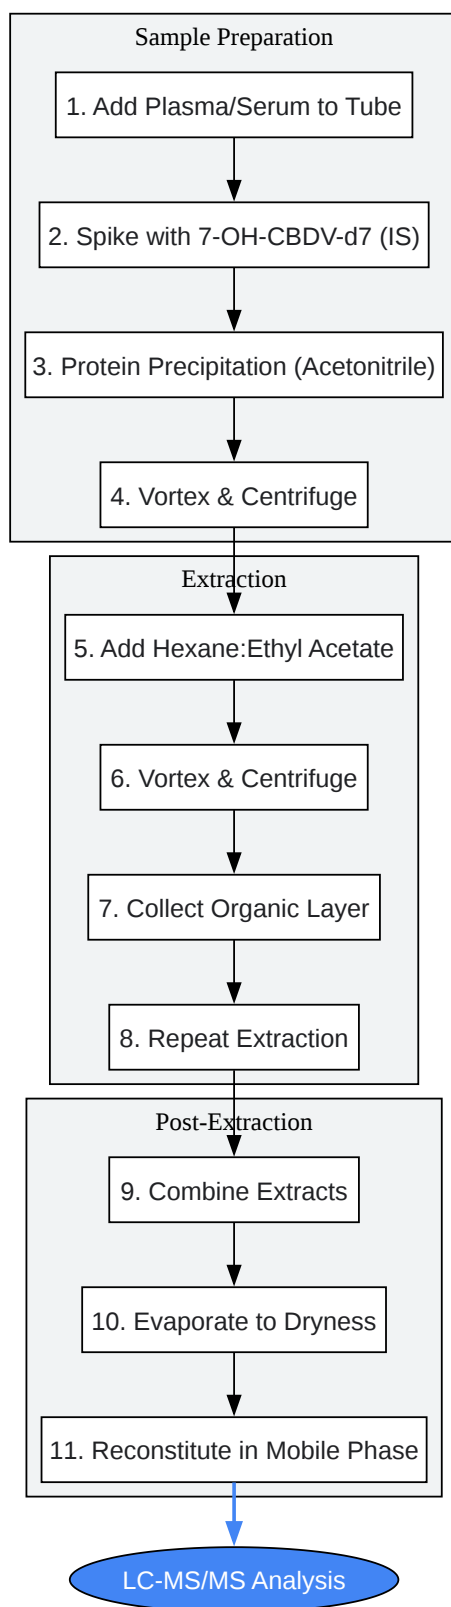 Sample Preparation
1. Add Plasma/Serum to Tube
2. Spike with 7-OH-CBDV-d7 (IS)
3. Protein Precipitation (Acetonitrile)
4. Vortex & Centrifuge
Extraction
5. Add Hexane:Ethyl Acetate
6. Vortex & Centrifuge
7. Collect Organic Layer
8. Repeat Extraction
Post-Extraction
9. Combine Extracts
10. Evaporate to Dryness
11. Reconstitute in Mobile Phase
LC-MS/MS Analysis